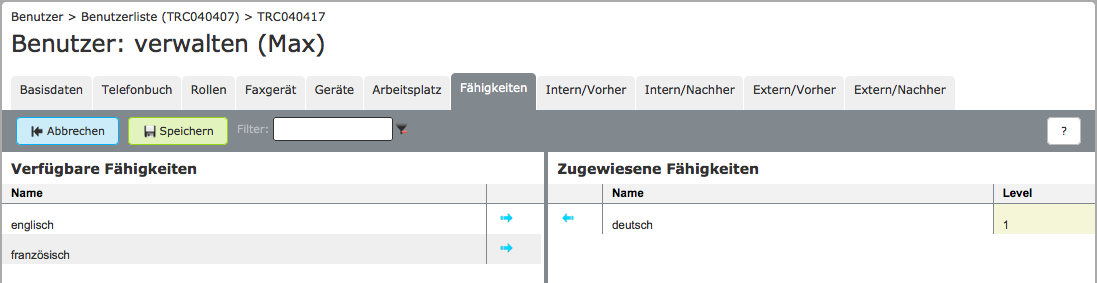 Benutzer > Benutzerliste (TRC040407) > TRC040417
Benutzer: verwalten (Max)
Basisdaten Telefonbuch Rollen Faxgerät Geräte Arbeitsplatz Fähigkeiten Intern/Vorher Intern/Nachher Extern/Vorher Extern/Nachher
Abbrechen Speichern Filter: ?
Verfügbare Fähigkeiten Zugewiesene Fähigkeiten
Name Name Level
englisch deutsch 1
französisch